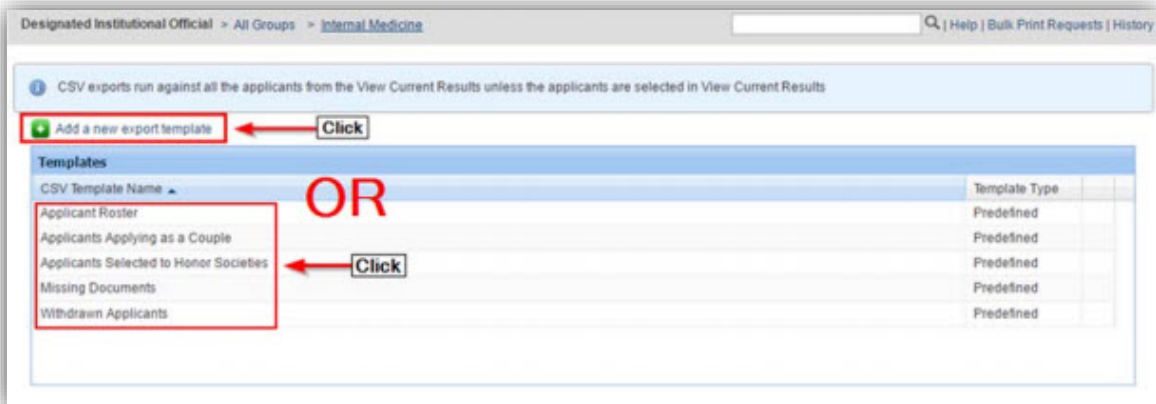 Designated Institutional Official > All Groups > Internal Medicine | Help | Bulk Print Requests | History
CSV exports run against all the applicants from the View Current Results unless the applicants are selected in View Current Results
Add a new export template Click
Templates
CSV Template Name Template Type
OR
Applicant Roster Predefined
Applicants Applying as a Couple Predefined
Applicants Selected to Honor Societies Click Predefined
Missing Documents Predefined
Withdrawn Applicants Predefined